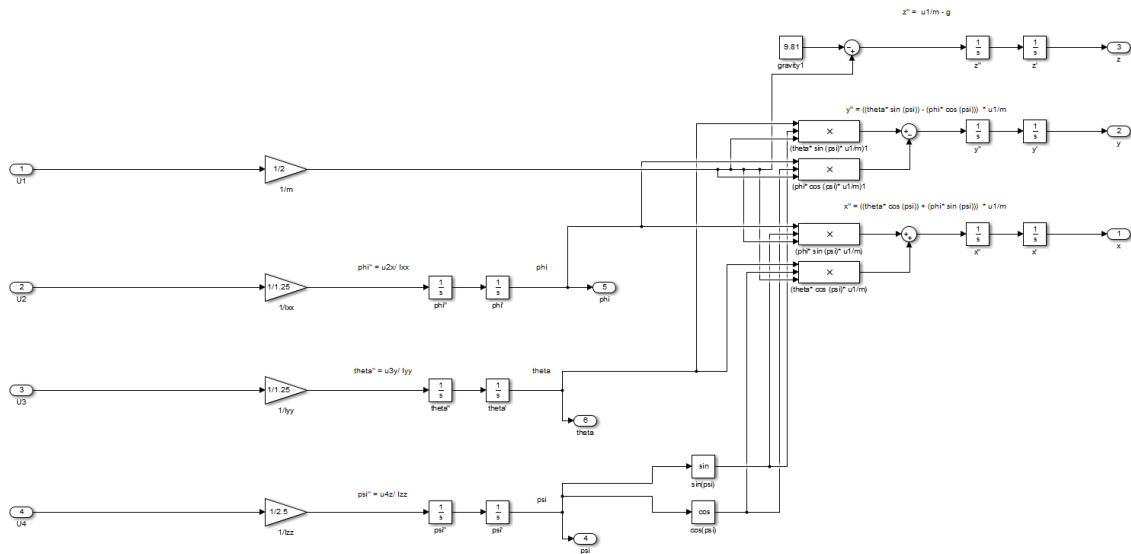 z" = u1/m - g
9.81
gravity1
1
s
z"
1
s
z'
3
z
y" = ((theta* sin (psi)) - (phi* cos (psi))) * u1/m
×
(theta* sin (psi)* u1/m)1
1
s
y"
1
s
y'
2
y
1
U1
1/2
1/m
×
(phi* cos (psi)* u1/m)1
x" = ((theta* cos (psi)) + (phi* sin (psi))) * u1/m
×
(phi* sin (psi)* u1/m)
1
s
x"
1
s
x'
1
x
×
(theta* cos (psi)* u1/m)
2
U2
1/1.25
1/Ixx
phi" = u2x/ Ixx
1
s
phi"
1
s
phi'
phi
5
phi
3
U3
1/1.25
1/Iyy
theta" = u3y/ Iyy
1
s
theta"
1
s
theta'
theta
6
theta
sin
sin(psi)
4
U4
1/2.5
1/Izz
psi" = u4z/ Izz
1
s
psi"
1
s
psi'
psi
4
psi
cos
cos(psi)